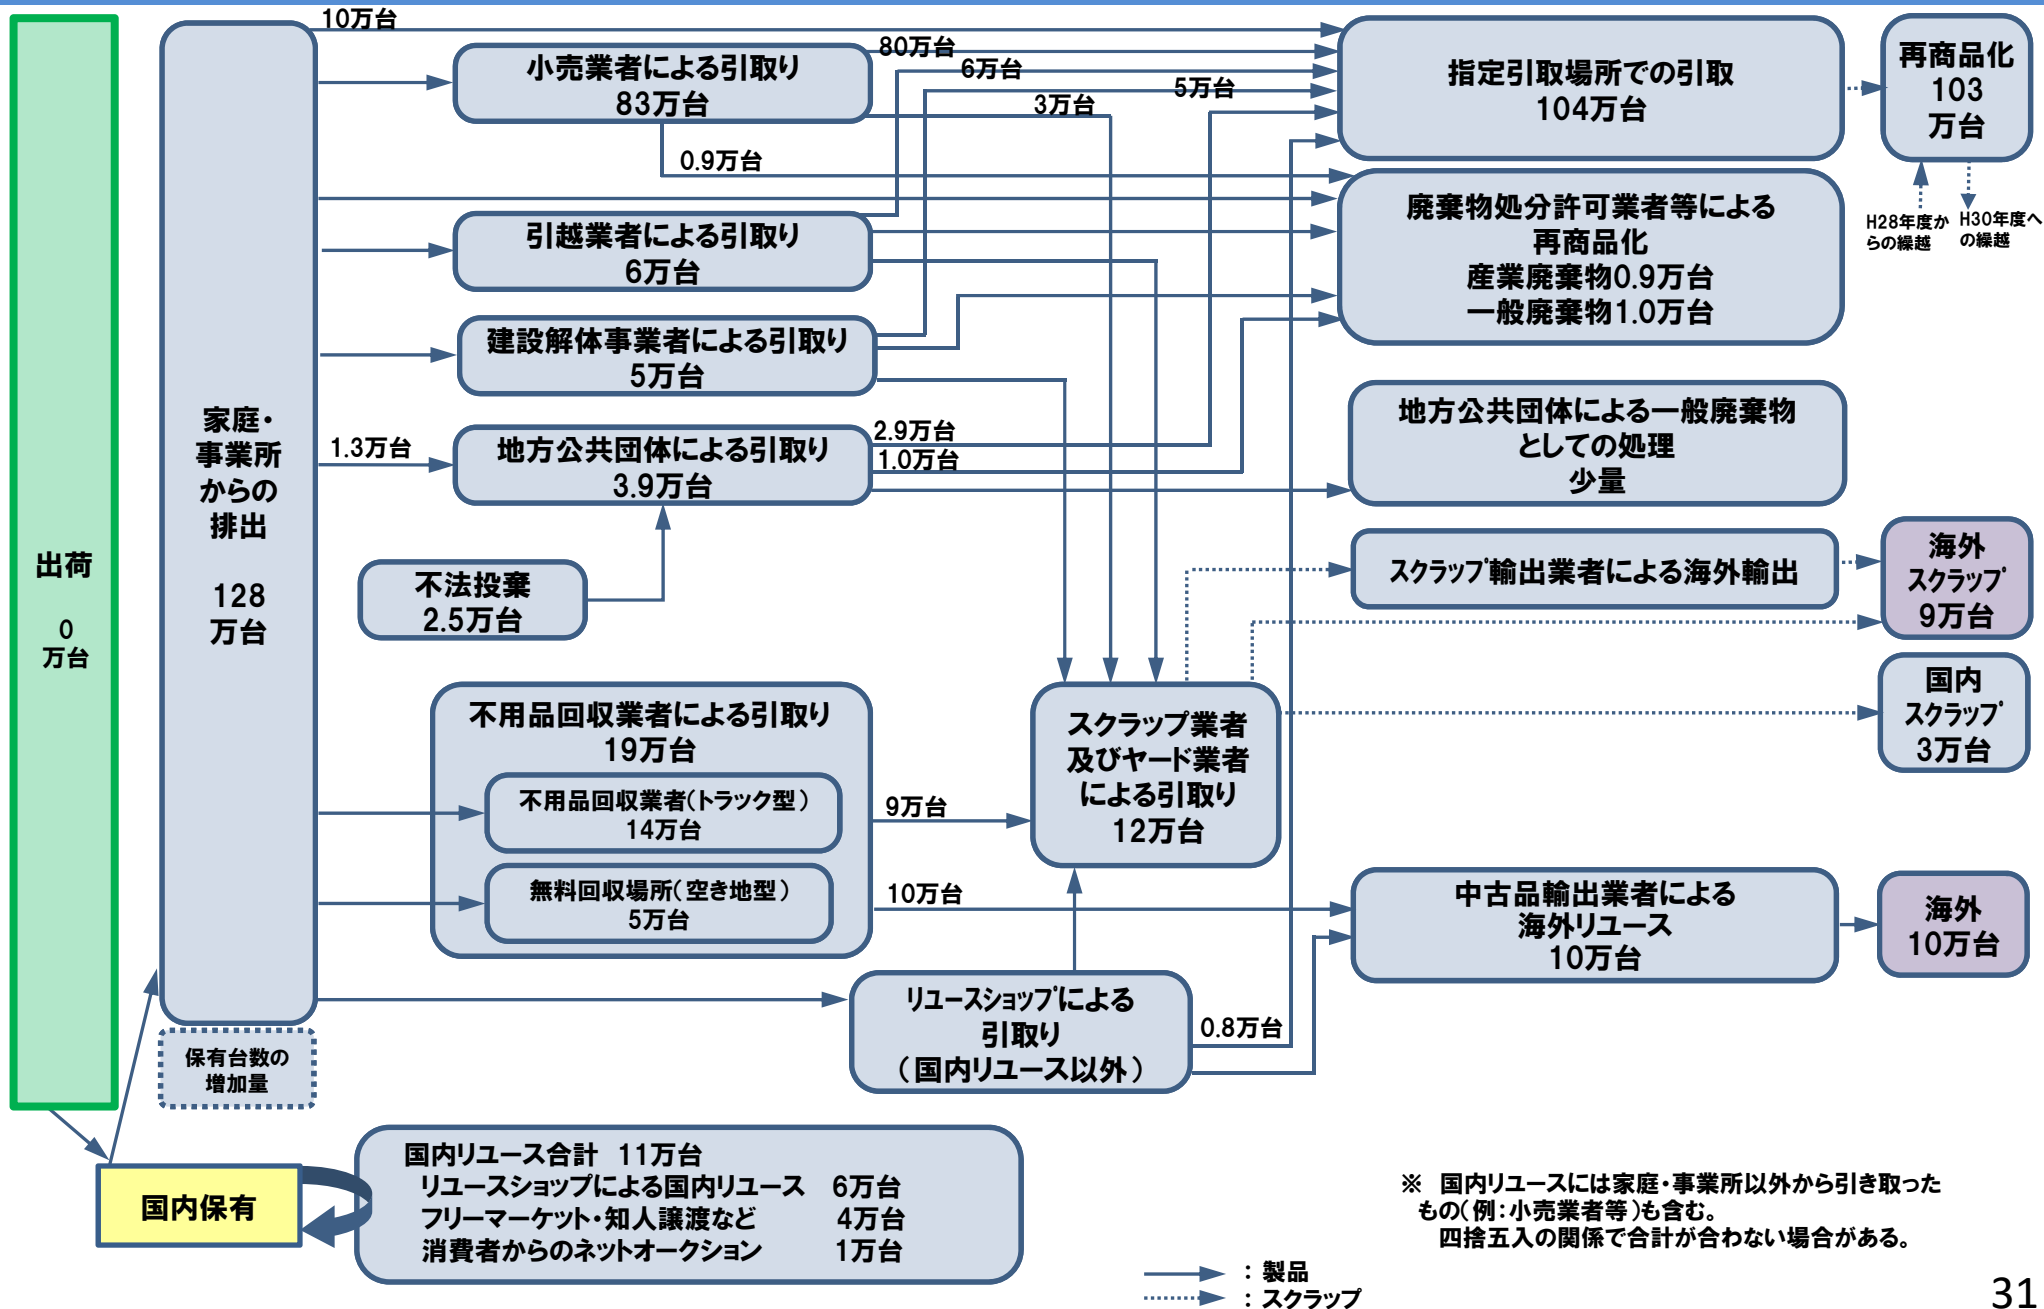 出荷
0
万台
家庭・
事業所
からの
排出
128
万台
保有台数の
増加量
国内保有
10万台
小売業者による引取り
83万台
80万台
6万台
5万台
3万台
0.9万台
引越業者による引取り
6万台
建設解体事業者による引取り
5万台
1.3万台
地方公共団体による引取り
3.9万台
2.9万台
1.0万台
不法投棄
2.5万台
不用品回収業者による引取り
19万台
不用品回収業者(トラック型)
14万台
無料回収場所(空き地型)
5万台
9万台
10万台
スクラップ業者
及びヤード業者
による引取り
12万台
リユースショップによる
引取り
(国内リユース以外)
0.8万台
指定引取場所での引取
104万台
再商品化
103
万台
H28年度か
らの繰越
H30年度へ
の繰越
廃棄物処分許可業者等による
再商品化
産業廃棄物0.9万台
一般廃棄物1.0万台
地方公共団体による一般廃棄物
としての処理
少量
スクラップ輸出業者による海外輸出
海外
スクラップ
9万台
国内
スクラップ
3万台
中古品輸出業者による
海外リユース
10万台
海外
10万台
国内リユース合計 11万台
リユースショップによる国内リユース 6万台
フリーマーケット・知人譲渡など 4万台
消費者からのネットオークション 1万台
※ 国内リユースには家庭・事業所以外から引き取った
もの(例:小売業者等)も含む。
四捨五入の関係で合計が合わない場合がある。
:製品
:スクラップ
31